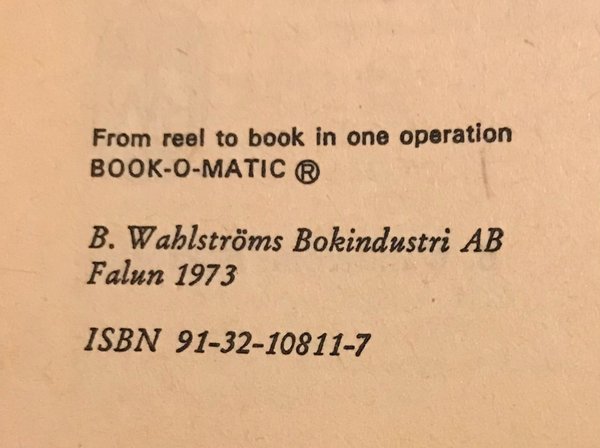 From reel to book in one operation
BOOK-O-MATIC ®
B. Wahlströms Bokindustri AB
Falun 1973
ISBN 91-32-10811-7